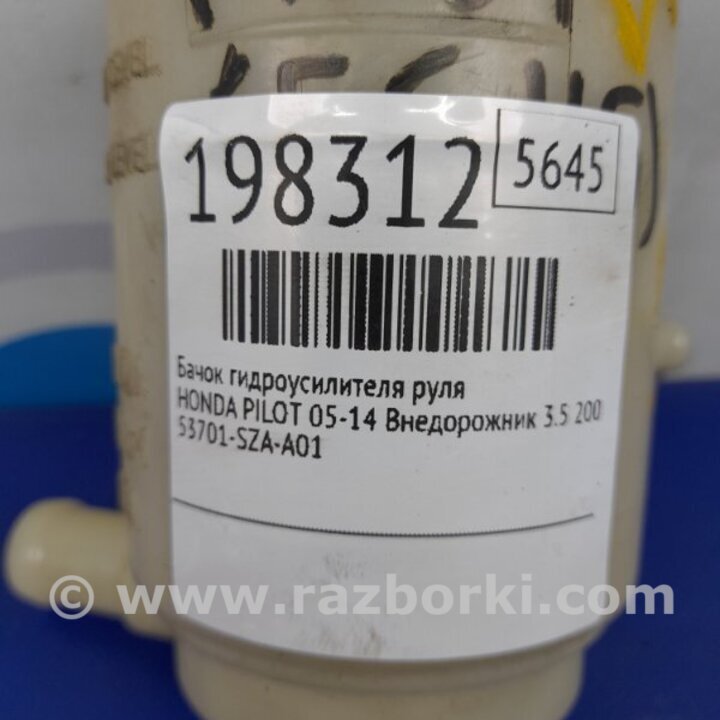 198312
5645
Бачок гидроусилителя руля
HONDA PILOT 05-14 Внедорожник 3.5 200
53701-SZA-A01
© www.razborki.com